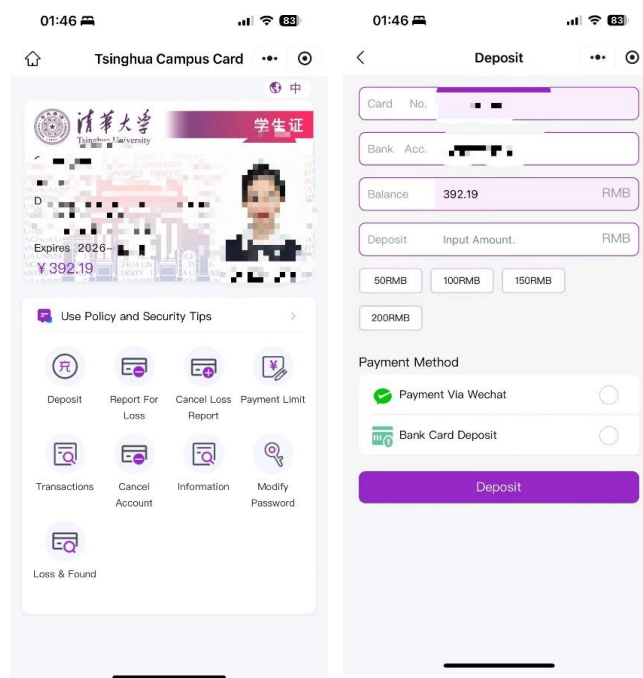 01:46
83
Tsinghua Campus Card
中
清華大学
Tsinghua University
学生证
D
Expires 2026-
¥ 392.19
Use Policy and Security Tips
充
Deposit
Report For
Loss
Cancel Loss
Report
¥
Payment Limit
Transactions
Cancel
Account
Information
Modify
Password
Loss & Found
01:46
83
Deposit
Card No.
Bank Acc.
Balance 392.19 RMB
Deposit Input Amount. RMB
50RMB 100RMB 150RMB
200RMB
Payment Method
Payment Via Wechat
Bank Card Deposit
Deposit